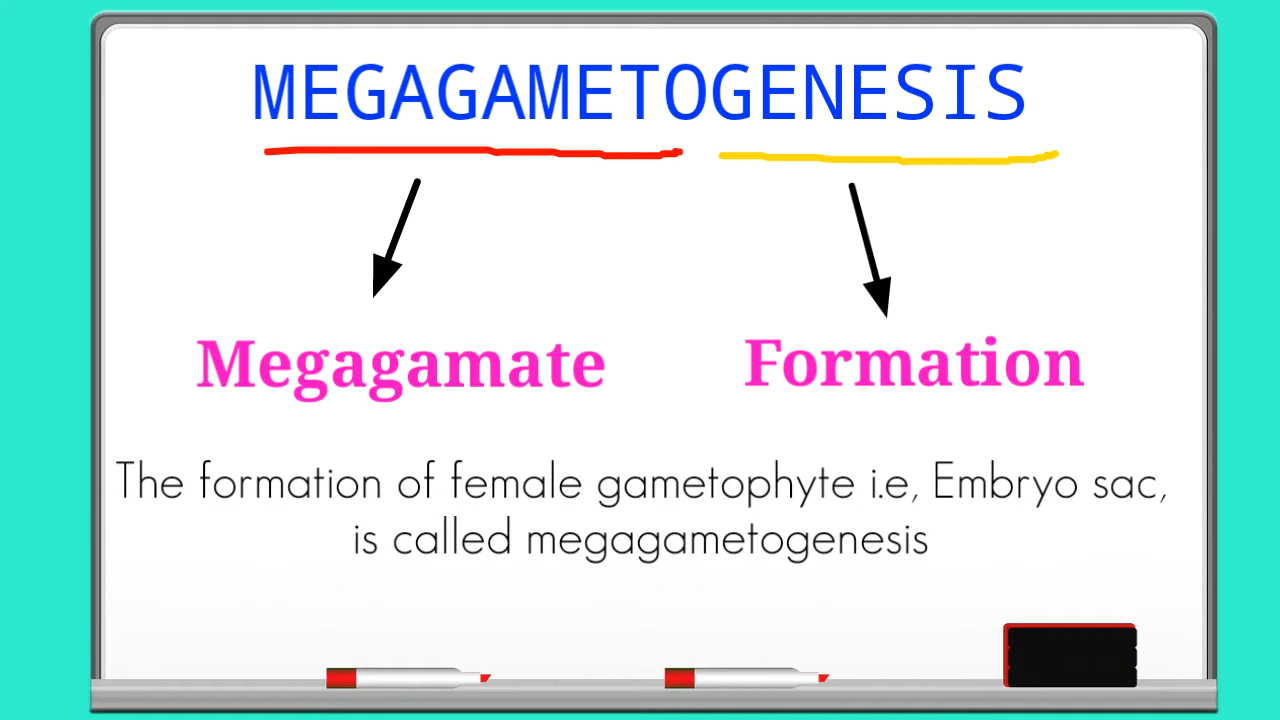 MEGAGAMETOGENESIS
Megagamate Formation
The formation of female gametophyte i.e, Embryo sac,
is called megagametogenesis